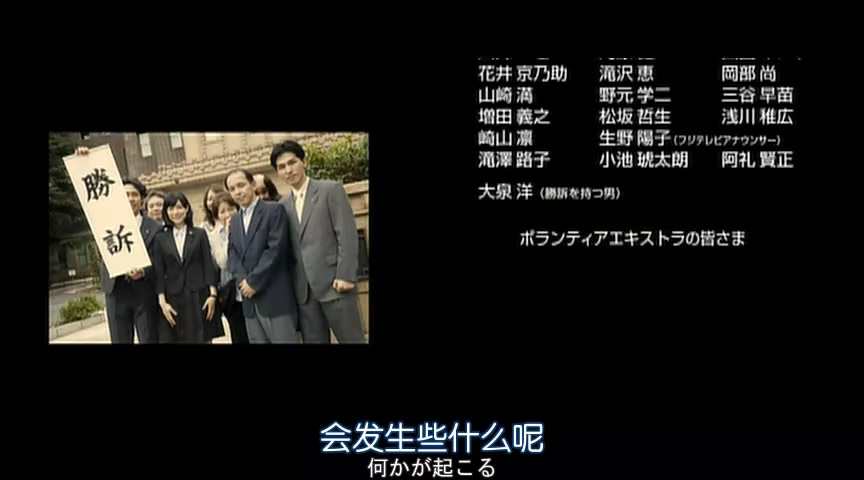 花井 京乃助 滝沢 恵 岡部 尚
山崎 満 野元 学二 三谷 早苗
増田 義之 松坂 哲生 浅川 稚広
崎山 凛 生野 陽子(フジテレビアナウンサー)
滝澤 路子 小池 琥太朗 阿礼 賢正
大泉 洋(勝訴を持つ男)
ボランティアエキストラの皆さま
勝訴
会发生些什么呢
何かが起こる